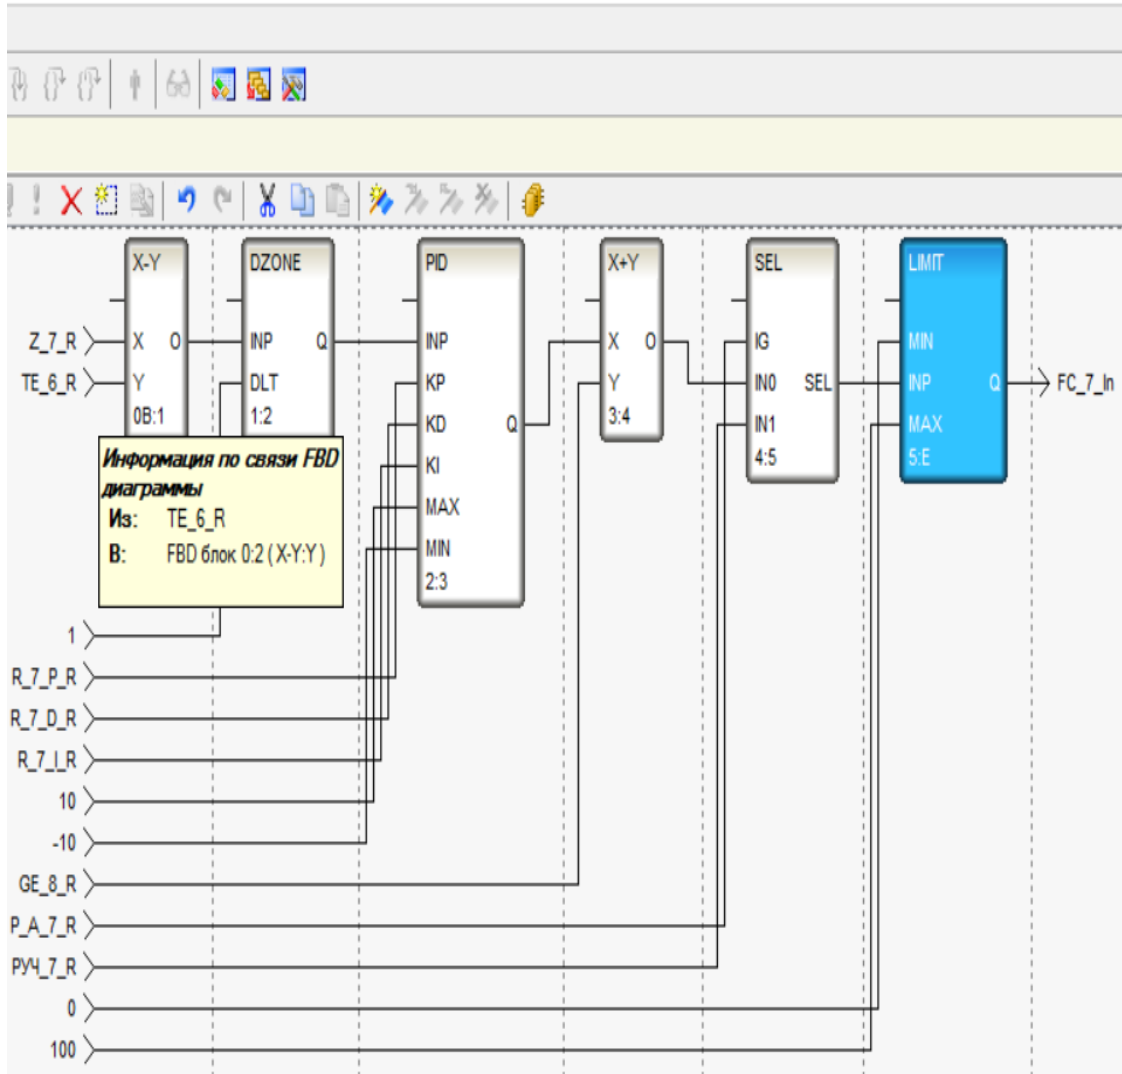 X-Y DZONE PID X+Y SEL LIMIT
Z_7_R X O INP Q INP X O IG MIN
TE_6_R Y DLT KP Y IN0 SEL INP Q FC_7_In
0B:1 1:2 KD Q 3:4 IN1 MAX
Информация по связи FBD KI 4:5 5:E
диаграммы
Из: TE_6_R MAX
В: FBD блок 0:2 ( X-Y:Y ) MIN
2:3
1
R_7_P_R
R_7_D_R
R_7_I_R
10
-10
GE_8_R
P_A_7_R
РУЧ_7_R
0
100